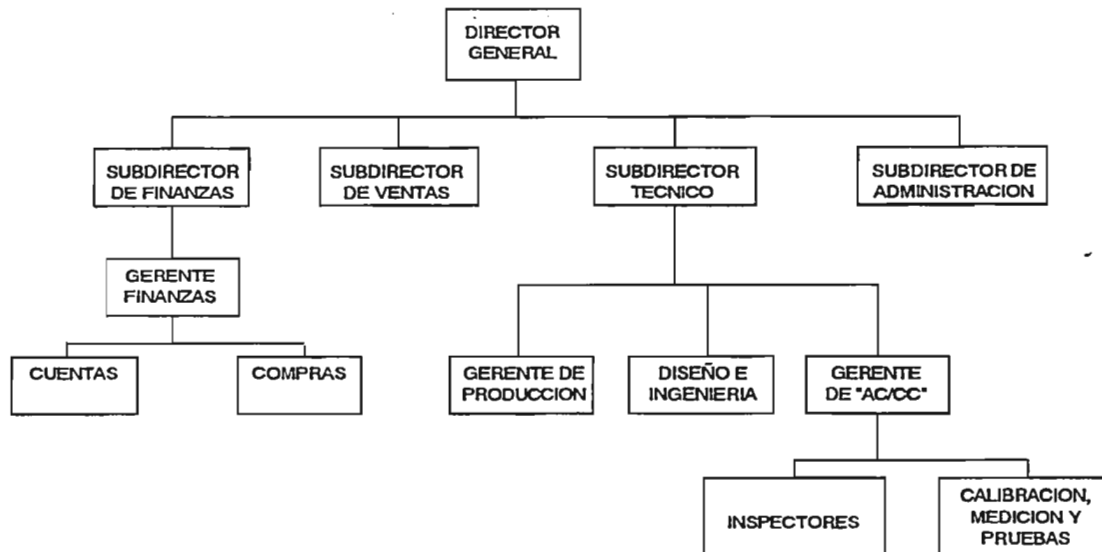 DIRECTOR
GENERAL
SUBDIRECTOR
DE FINANZAS
SUBDIRECTOR
DE VENTAS
SUBDIRECTOR
TECNICO
SUBDIRECTOR DE
ADMINISTRACION
GERENTE
FINANZAS
CUENTAS
COMPRAS
GERENTE DE
PRODUCCION
DISEÑO E
INGENIERIA
GERENTE
DE "AC/CC"
INSPECTORES
CALIBRACION,
MEDICION Y
PRUEBAS